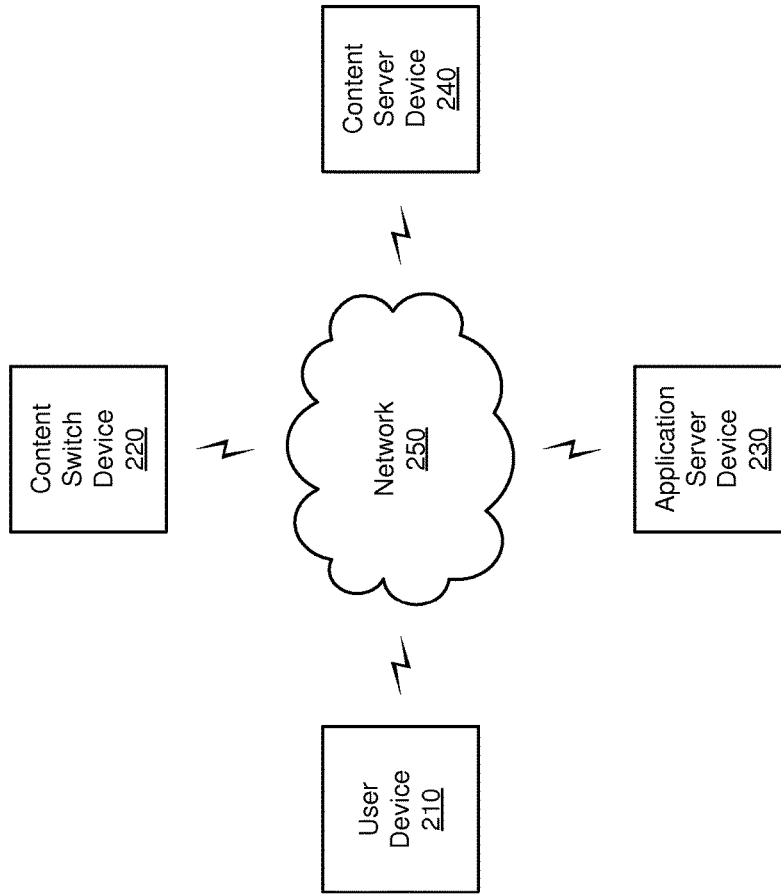 Content
Switch
Device
220
User
Device
210
Network
250
Content
Server
Device
240
Application
Server
Device
230